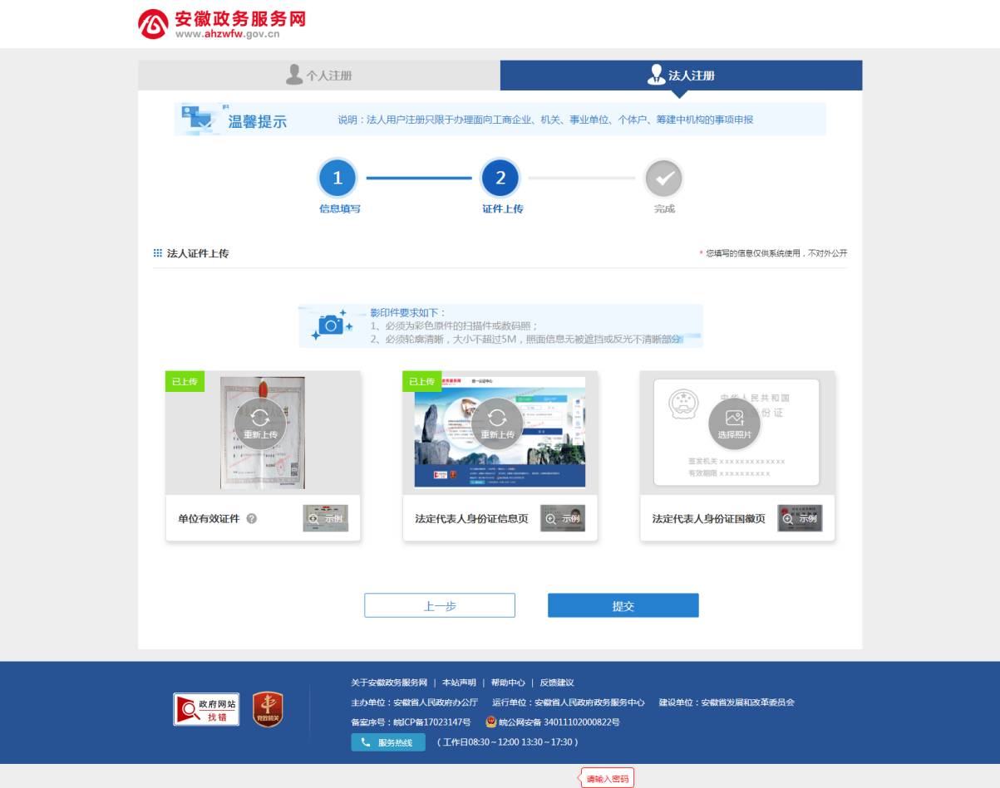 安徽政务服务网
www.ahzwfw.gov.cn
个人注册
法人注册
温馨提示
说明：法人用户注册只限于办理面向工商企业、机关、事业单位、个体户、筹建中机构的事项申报
1
2
信息填写
证件上传
完成
法人证件上传
* 您填写的信息仅供系统使用，不对外公开
影印件要求如下：
1、必须为彩色原件的扫描件或数码照；
2、必须轮廓清晰，大小不超过5M，照面信息无被遮挡或反光不清晰部分
已上传
重新上传
单位有效证件 ?
示例
已上传
重新上传
法定代表人身份证信息页
示例
选择照片
签发机关 xxxxxxxxxxxxx
有效期限 xxxxxxxxxx
法定代表人身份证国徽页
示例
上一步
提交
政府网站
找错
党政机关
关于安徽政务服务网 | 本站声明 | 帮助中心 | 反馈建议
主办单位：安徽省人民政府办公厅 运行单位：安徽省人民政府政务服务中心 建设单位：安徽省发展和改革委员会
备案序号：皖ICP备17023147号 皖公网安备 34011102000822号
服务热线 （工作日08:30～12:00 13:30～17:30）
请输入密码